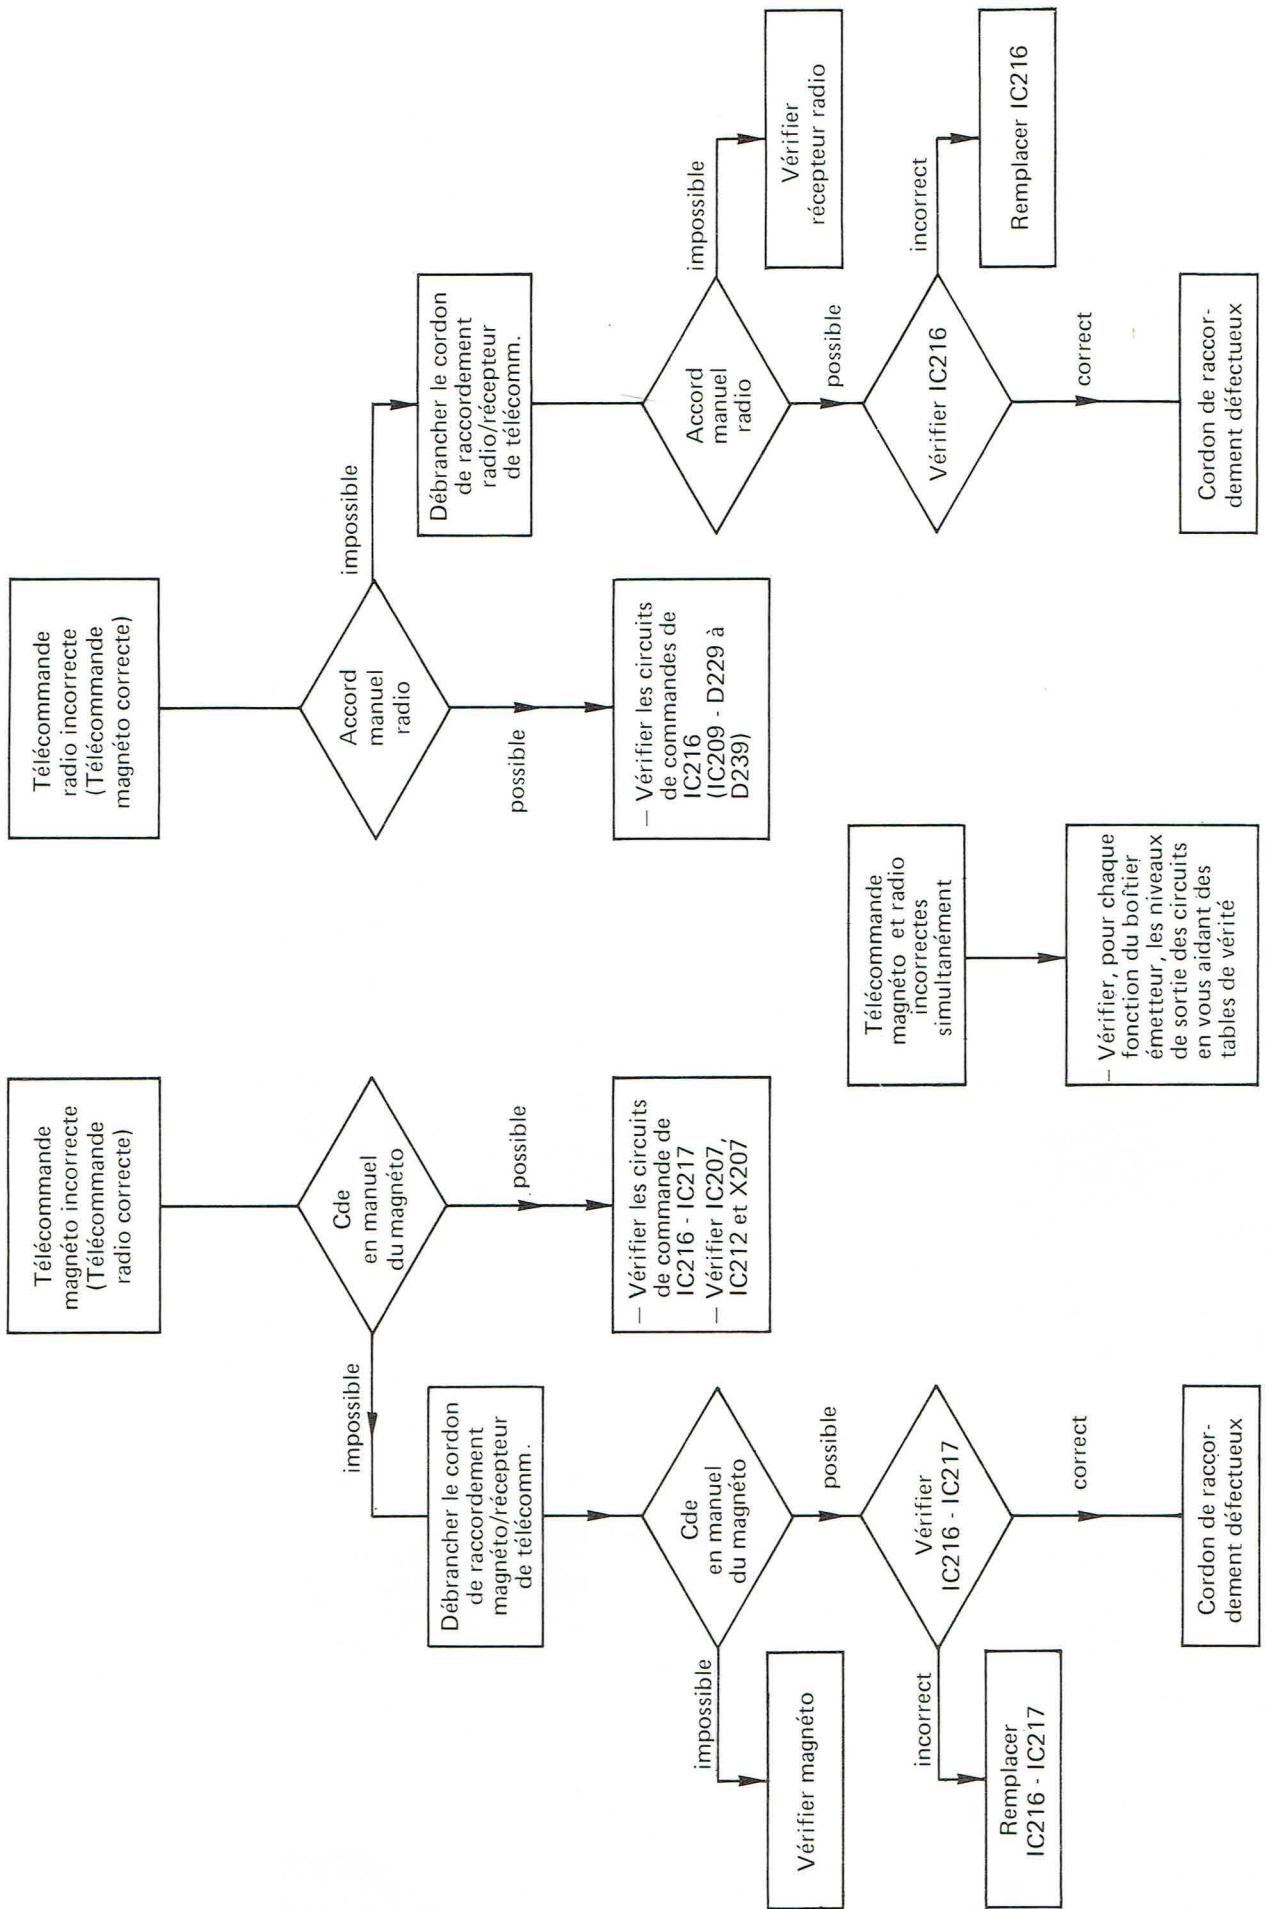 Télécommande
magnéto incorrecte
(Télécommande
radio correcte)
Cde
en manuel
du magnéto
impossible
possible
Débrancher le cordon
de raccordement
magnéto/récepteur
de télécomm.
— Vérifier les circuits
de commande de
IC216 - IC217
— Vérifier IC207,
IC212 et X207
Cde
en manuel
du magnéto
impossible
possible
Vérifier magnéto
Vérifier
IC216 - IC217
incorrect
correct
Remplacer
IC216 - IC217
Cordon de raccor-
dement défectueux
Télécommande
radio incorrecte
(Télécommande
magnéto correcte)
Accord
manuel
radio
impossible
possible
Débrancher le cordon
de raccordement
radio/récepteur
de télécomm.
— Vérifier les circuits
de commandes de
IC216
(IC209 - D229 à
D239)
Accord
manuel
radio
impossible
possible
Vérifier
récepteur radio
Vérifier IC216
incorrect
correct
Remplacer IC216
Cordon de raccor-
dement défectueux
Télécommande
magnéto et radio
incorrectes
simultanément
— Vérifier, pour chaque
fonction du boîtier
émetteur, les niveaux
de sortie des circuits
en vous aidant des
tables de vérité